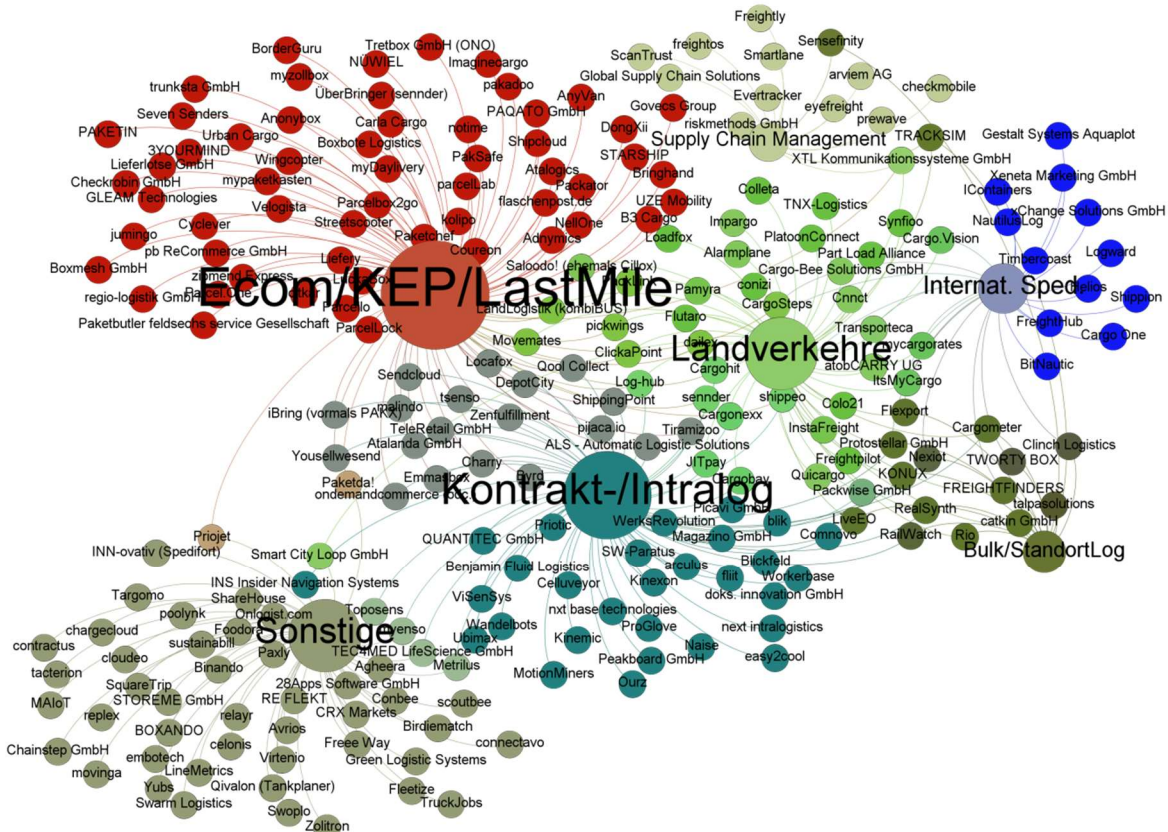 Freightly
Tretbox GmbH (ONO)
BorderGuru
NÜWIEL
Imaginecargo
ScanTrust
freightos
Smartlane
Sensefinity
myzollbox
pakadoo
Global Supply Chain Solutions
arviem AG
trunksta GmbH
ÜberBringer (sennder)
AnyVan
Evertracker
checkmobile
Seven Senders
Anonybox
Carla Cargo
PAQATO GmbH
Govecs Group
eyefreight
PAKETIN
Urban Cargo
notime
DongXii
riskmethods GmbH
prewave
Boxbote Logistics
Shipcloud
Supply Chain Management
TRACKSIM
Gestalt Systems
Aquaplot
3YOURMIND
PakSafe
STARSHIP
XTL Kommunikationssysteme GmbH
Lieferlotse GmbH
Wingcopter
myDaylivery
Atalogics
Bringhand
Xeneta Marketing GmbH
Checkrobin GmbH
mypaketkasten
parcelLab
Packator
Colleta
IContainers
GLEAM Technologies
flaschenpost.de
UZE Mobility
TNX-Logistics
Velogista
Parcelbox2go
kolipo
B3 Cargo
Impargo
Synfioo
NautilusLog
xChange Solutions GmbH
Cyclever
Streetscooter
NellOne
Loadfox
PlatoonConnect
Cargo.Vision
jumingo
Paketchef
Adnymics
Alarmplane
Part Load Alliance
Logward
pb ReCommerce GmbH
Coureon
Saloodo! (ehemals Cillox)
Timbercoast
Boxmesh GmbH
Liefery
conizi
Cargo-Bee Solutions GmbH
Ecom/KEP/LastMile
Pamyra
Internat. Sped.
Helios
regio-logistik GmbH
Parcel.One
CargoSteps
Cnnct
Shippion
Parcello
LandLogistik (kombiBUS)
Flutaro
Paketbutler feldsechs service Gesellschaft
ParcelLock
pickwings
Transporteca
FreightHub
Cargo One
Movemates
dailex
Landverkehre
mycargorates
ClickaPoint
Locafox
Qool Collect
Cargohit
atobCARRY UG
BitNautic
Sendcloud
DepotCity
Log-hub
ItsMyCargo
tsenso
ShippingPoint
sennder
shippeo
iBring (vormals PAKX)
malindo
Zenfulfillment
Cargonexx
Colo21
Flexport
TeleRetail GmbH
pijaca.io
Tiramizoo
InstaFreight
Cargometer
Atalanda GmbH
ALS - Automatic Logistic Solutions
Protostellar GmbH
Clinch Logistics
Yousellwesend
Charry
JITpay
Freightpilot
Nexiot
TWORTY BOX
Emmasbox
Byrd
Cargobay
Quicargo
KONUX
Paketda!
Kontrakt-/Intralog
Packwise GmbH
FREIGHTFINDERS
Picavi GmbH
RealSynth
talpasolutions
Priotic
WerksRevolution
blik
LiveEO
catkin GmbH
Priojet
QUANTITEC GmbH
Magazino GmbH
Comnovo
RailWatch
Rio
INN-ovativ (Spedifort)
Smart City Loop GmbH
SW-Paratus
Blickfeld
Bulk/StandortLog
Benjamin Fluid Logistics
arculus
INS Insider Navigation Systems
Celluveyor
Kinexon
fliit
Workerbase
Targomo
ShareHouse
ViSenSys
doks. innovation GmbH
poolynk
Onlogist.com
Toposens
nxt base technologies
chargecloud
Foodora
Sonstige
Wandelbots
ProGlove
next intralogistics
contractus
sustainabill
Ubimax
Kinemic
cloudeo
Paxly
TEC4MED LifeScience GmbH
Naise
tacterion
Binando
Agheera
Metrilus
Peakboard GmbH
easy2cool
SquareTrip
28Apps Software GmbH
MotionMiners
Ourz
MAIoT
STOREME GmbH
RE'FLEKT
Conbee
scoutbee
replex
relayr
CRX Markets
BOXANDO
Avrios
Birdiematch
Chainstep GmbH
celonis
Freee Way
connectavo
embotech
Virtenio
Green Logistic Systems
movinga
LineMetrics
Yubs
Qivalon (Tankplaner)
Fleetize
Swarm Logistics
TruckJobs
Swoplo
Zolitron